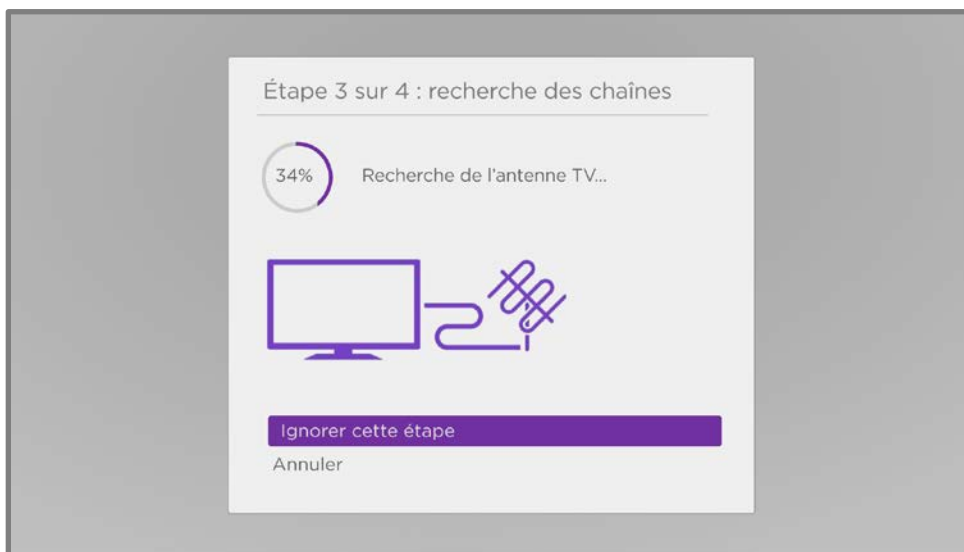 Étape 3 sur 4 : recherche des chaînes
34%
Recherche de l'antenne TV...
Ignorer cette étape
Annuler